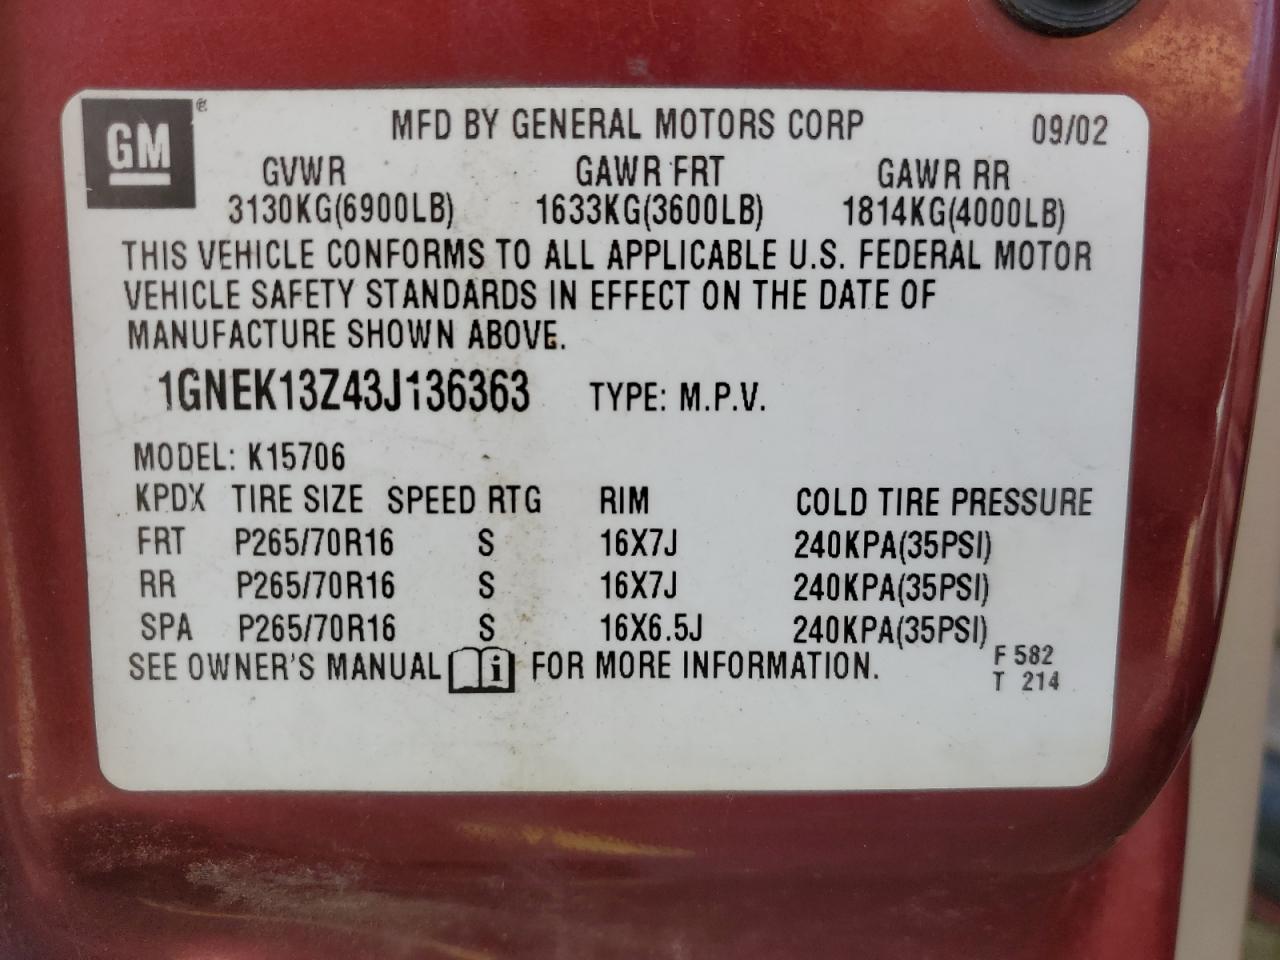 GM ® MFD BY GENERAL MOTORS CORP 09/02
GVWR GAWR FRT GAWR RR
3130KG(6900LB) 1633KG(3600LB) 1814KG(4000LB)
THIS VEHICLE CONFORMS TO ALL APPLICABLE U.S. FEDERAL MOTOR
VEHICLE SAFETY STANDARDS IN EFFECT ON THE DATE OF
MANUFACTURE SHOWN ABOVE.
1GNEK13Z43J136363 TYPE: M.P.V.
MODEL: K15706
KPDX TIRE SIZE SPEED RTG RIM COLD TIRE PRESSURE
FRT P265/70R16 S 16X7J 240KPA(35PSI)
RR P265/70R16 S 16X7J 240KPA(35PSI)
SPA P265/70R16 S 16X6.5J 240KPA(35PSI)
SEE OWNER'S MANUAL i FOR MORE INFORMATION.
F 582
T 214